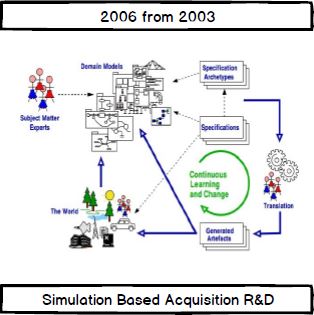 2006 from 2003
Domain Models
Specification
Archetypes
Subject Matter
Experts
Specifications
Continuous
Learning
and Change
The World
Translation
Generated
Artefacts
Simulation Based Acquisition R&D